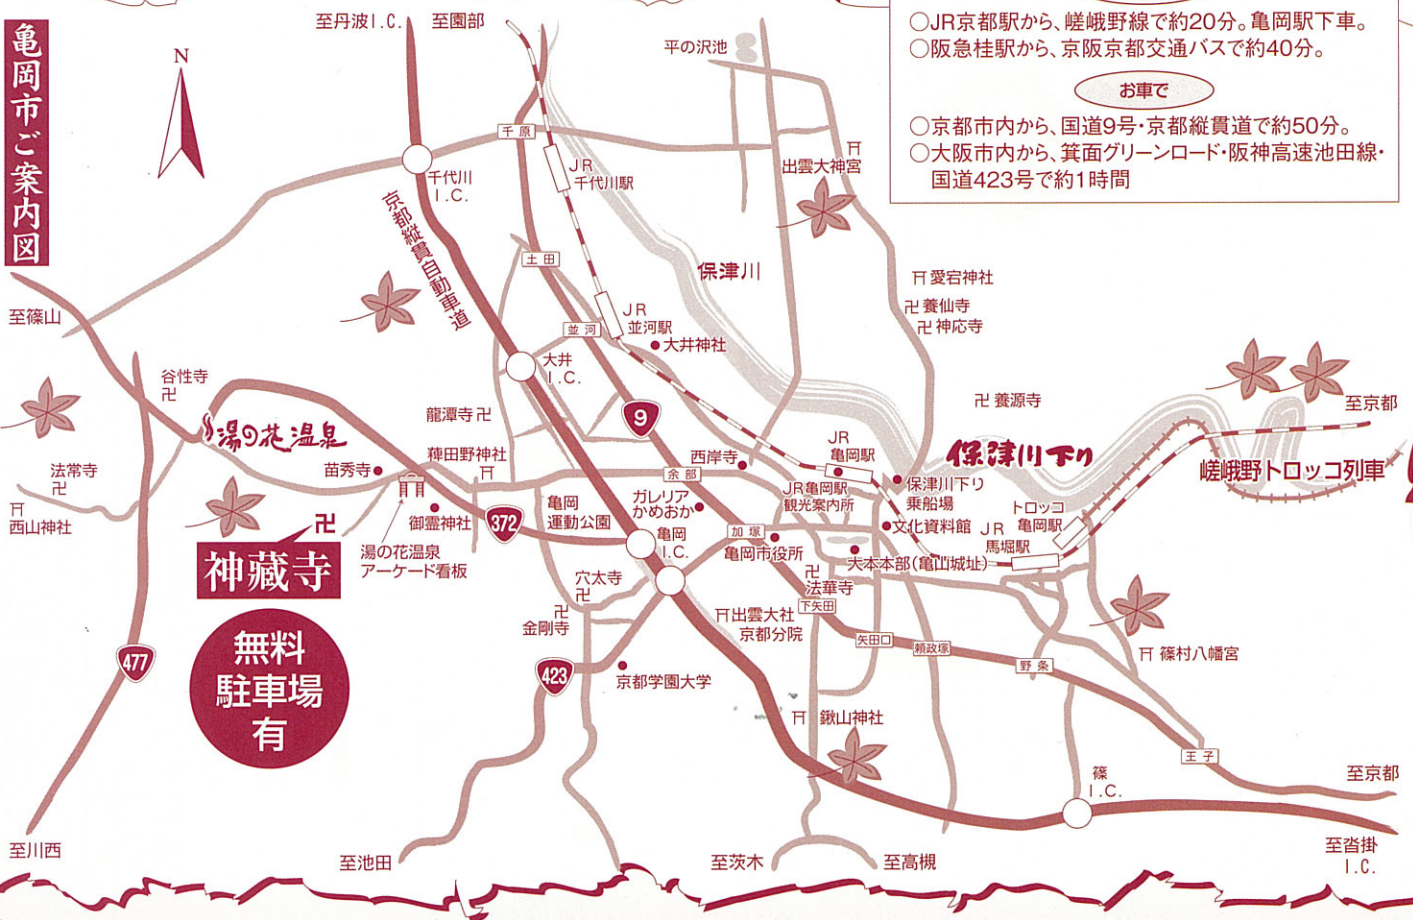 亀岡市ご案内図
N
至丹波I.C.
至園部
平の沢池
○JR京都駅から、嵯峨野線で約20分。亀岡駅下車。
○阪急桂駅から、京阪京都交通バスで約40分。
お車で
○京都市内から、国道9号・京都縦貫道で約50分。
○大阪市内から、箕面グリーンロード・阪神高速池田線・
国道423号で約1時間
千原
JR
千代川駅
千代川
I.C.
京都縦貫自動車道
出雲大神宮
土田
保津川
愛宕神社
卍養仙寺
卍神応寺
至篠山
並河
JR
並河駅
大井神社
大井
I.C.
谷性寺
卍
龍潭寺卍
9
卍養源寺
至京都
湯の花温泉
薭田野神社
苗秀寺
法常寺
卍
西山神社
余部
西岸寺
JR
亀岡駅
保津川下り
嵯峨野トロッコ列車
JR亀岡駅
観光案内所
保津川下り
乗船場
トロッコ
亀岡駅
御霊神社
372
亀岡
運動公園
ガレリア
かめおか
加塚
亀岡市役所
文化資料館
JR
馬堀駅
卍
神藏寺
湯の花温泉
アーケード看板
亀岡
I.C.
大本本部(亀山城址)
卍
法華寺
穴太寺
卍
卍
金剛寺
出雲大社
京都分院
下矢田
矢田口
頼政塚
野条
篠村八幡宮
無料
駐車場
有
477
423
京都学園大学
鍬山神社
王子
篠
I.C.
至京都
至川西
至池田
至茨木
至高槻
至沓掛
I.C.